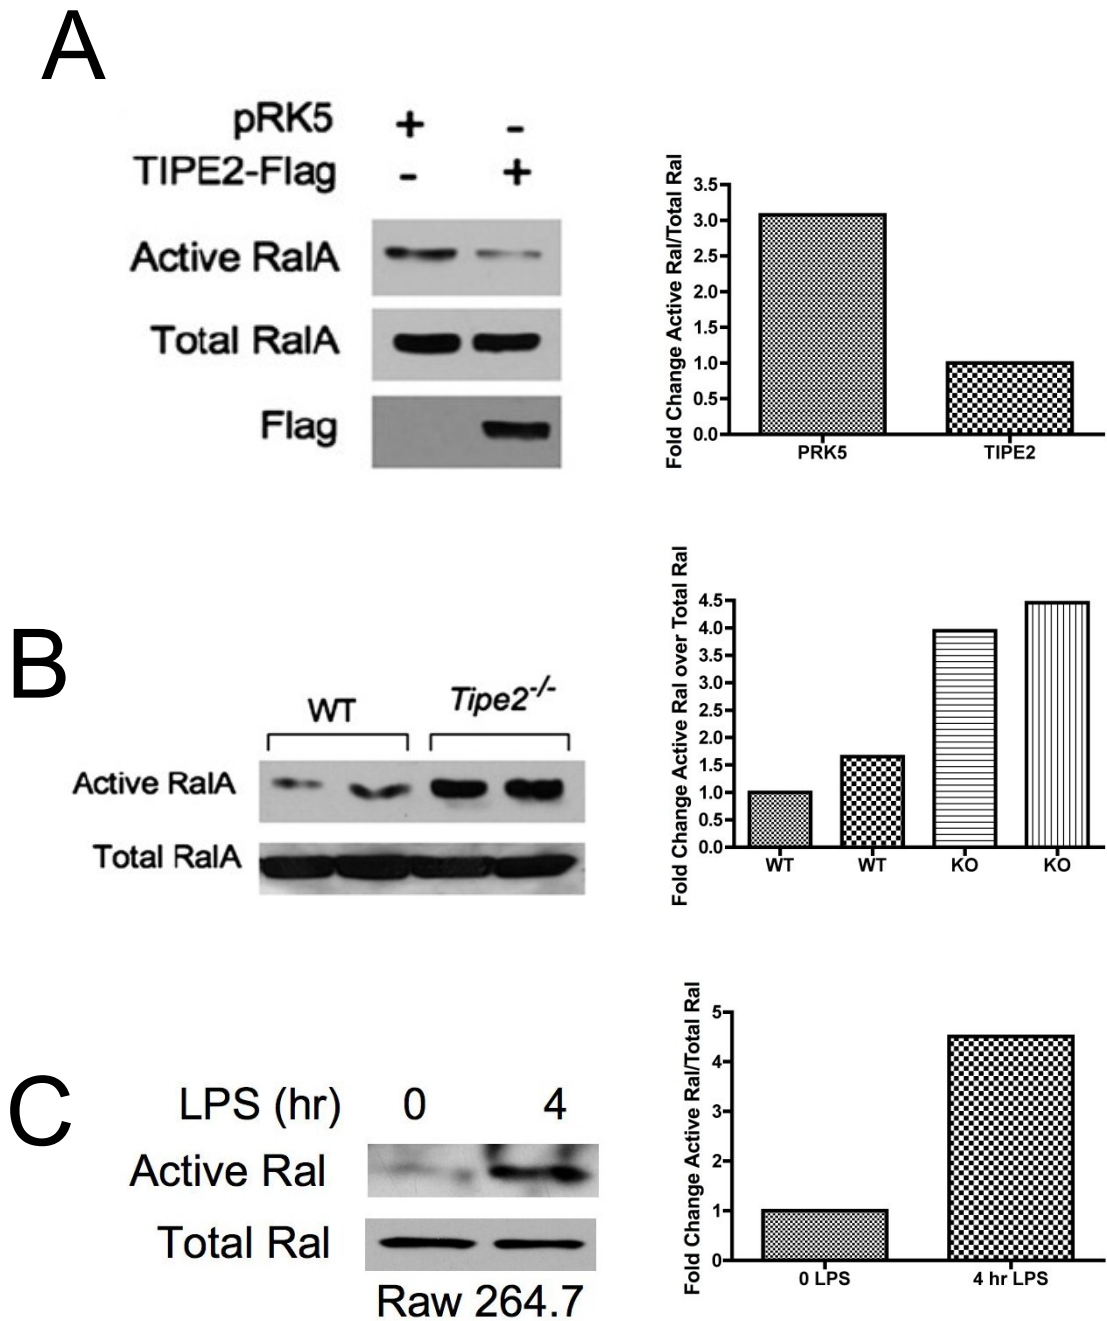 A
pRK5 + -
TIPE2-Flag - +
Active RalA
Total RalA
Flag
Fold Change Active Ral/Total Ral
3.5
3.0
2.5
2.0
1.5
1.0
0.5
0.0
PRK5 TIPE2
B
WT Tipe2-/-
Active RalA
Total RalA
Fold Change Active Ral over Total Ral
4.5
4.0
3.5
3.0
2.5
2.0
1.5
1.0
0.5
0.0
WT WT KO KO
C
LPS (hr) 0 4
Active Ral
Total Ral
Raw 264.7
Fold Change Active Ral/Total Ral
5
4
3
2
1
0
0 LPS 4 hr LPS